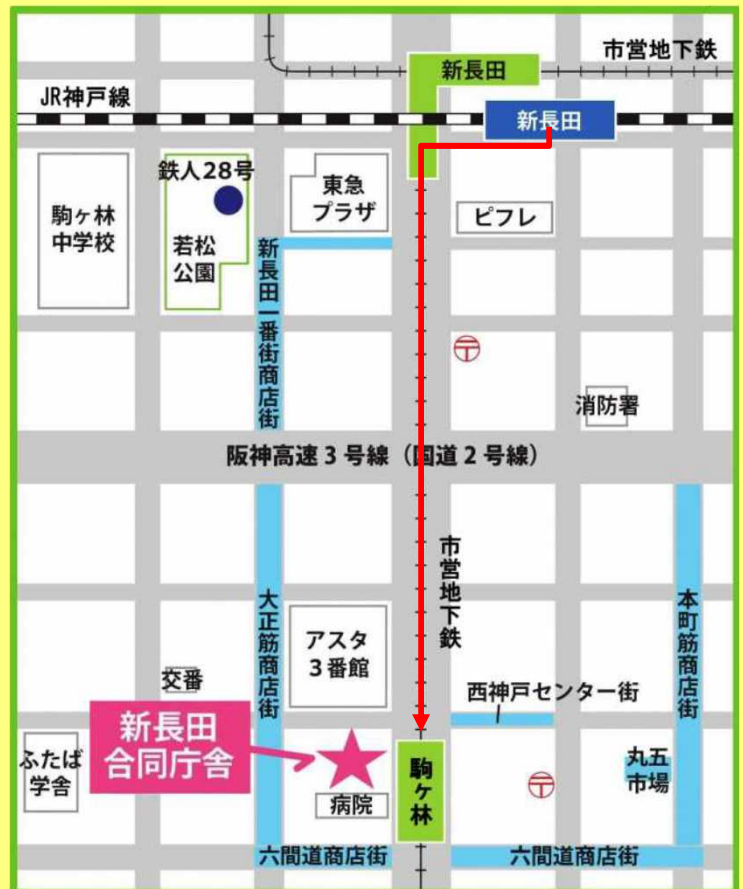 市営地下鉄
新長田
JR神戸線
新長田
鉄人28号
東急
プラザ
ピフレ
駒ヶ林
中学校
若松
公園
新長田一番街商店街
〒
消防署
阪神高速3号線（国道2号線）
市営地下鉄
大正筋商店街
本町筋商店街
アスタ
3番館
交番
西神戸センター街
新長田
合同庁舎
ふたば
学舎
駒ヶ林
丸五
市場
〒
病院
六間道商店街
六間道商店街